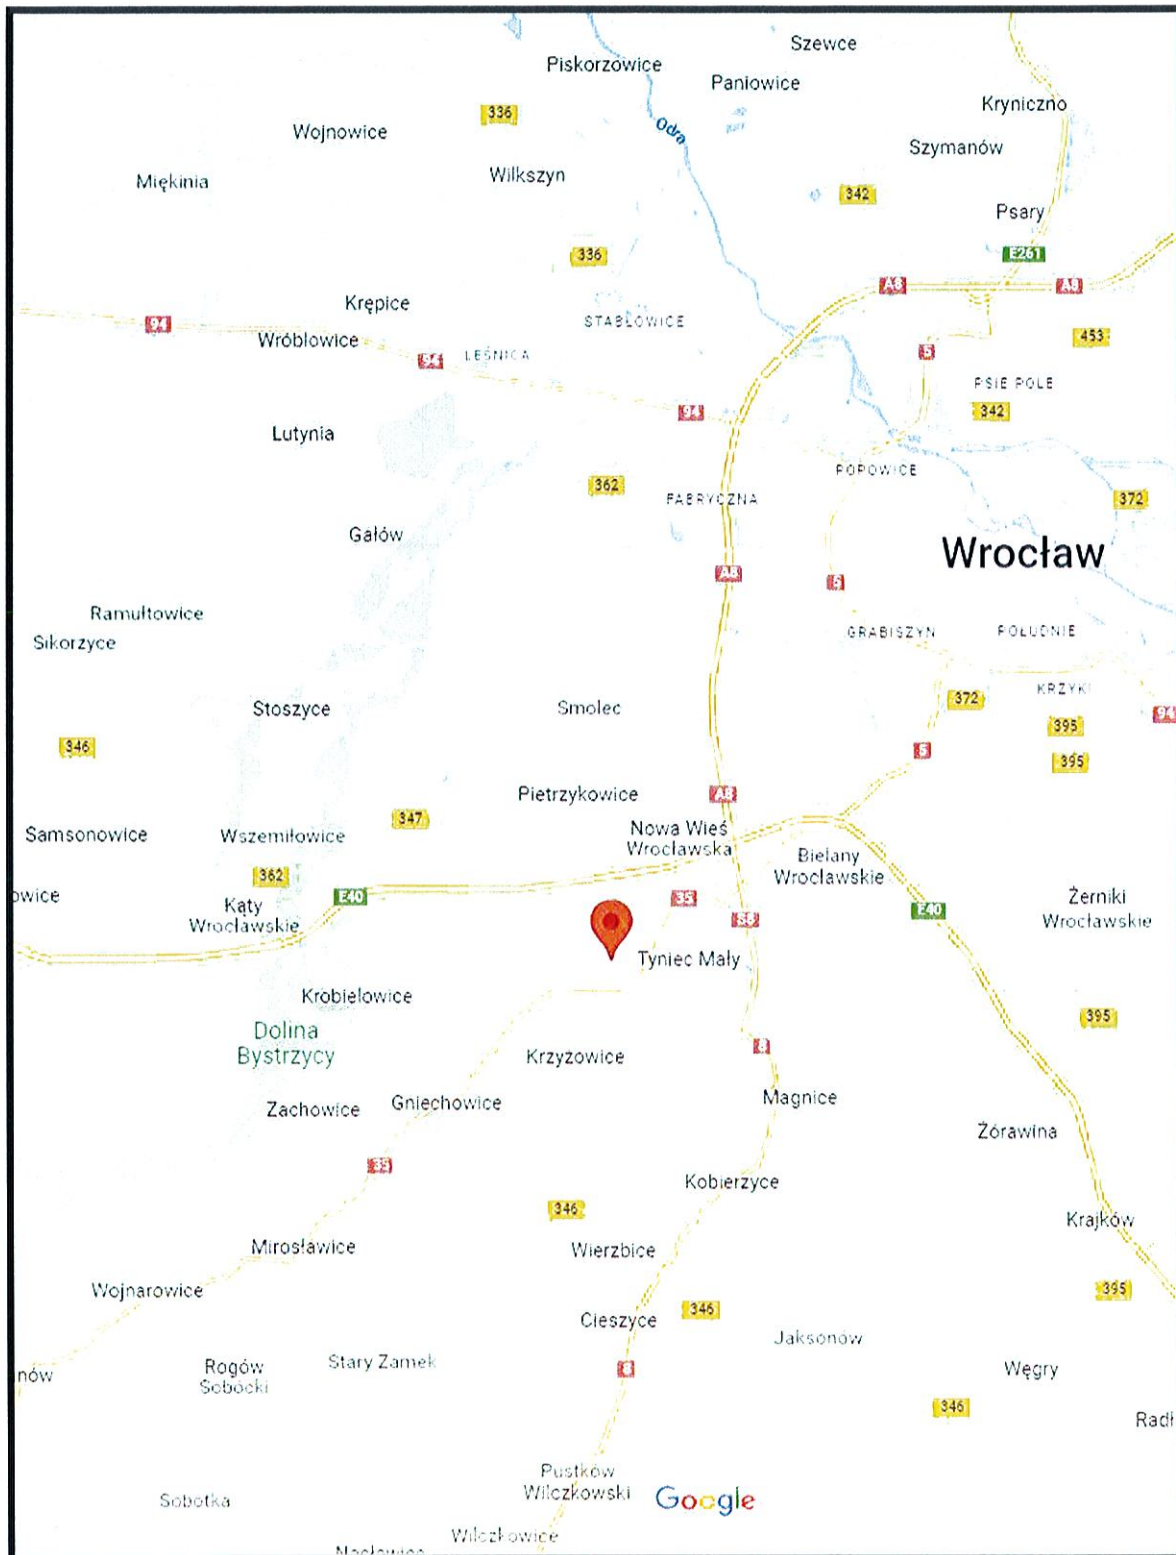 Szewce
Piskorzowice
Paniowice
Kryniczno
336
Wojnowice
Odra
Szymanów
Miękinia
Wilkszyn
342
Psary
336
E261
A8
A8
Krępice
94
STABŁOWICE
Wróblowice
453
94
LEŚNICA
5
PSIE POLE
94
342
Lutynia
POPOWICE
362
FABRYCZNA
372
Gałów
Wrocław
A8
5
Ramułtowice
Sikorzyce
GRABISZYN
POŁUDNIE
KRZYKI
372
Stoszyce
Smolec
94
395
346
5
395
Pietrzykowice
A8
347
Samsonowice
Wszemiłowice
Nowa Wieś
Wrocławska
Bielany
Wrocławskie
362
owice
E40
35
Żerniki
Wrocławskie
Kąty
Wrocławskie
S8
E40
Tyniec Mały
Krobielowice
395
Dolina
Bystrzycy
8
Krzyżowice
Gniechowice
Magnice
Zachowice
Żórawina
35
Kobierzyce
346
Krajków
Mirosławice
Wierzbice
Wojnarowice
395
346
Cieszyce
Jaksonów
Stary Zamek
nów
Rogów
Sobócki
8
Węgry
346
Radł
Pustków
Wilczkowski
Sobótka
Google
Wilczkowice